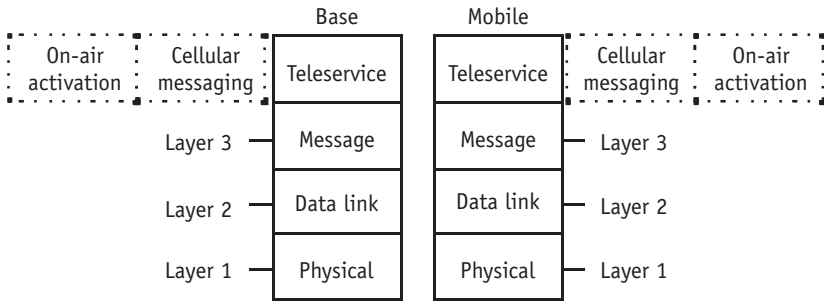 Base Mobile
On-air Cellular Teleservice Teleservice Cellular On-air
activation messaging messaging activation
Layer 3 Message Message Layer 3
Layer 2 Data link Data link Layer 2
Layer 1 Physical Physical Layer 1